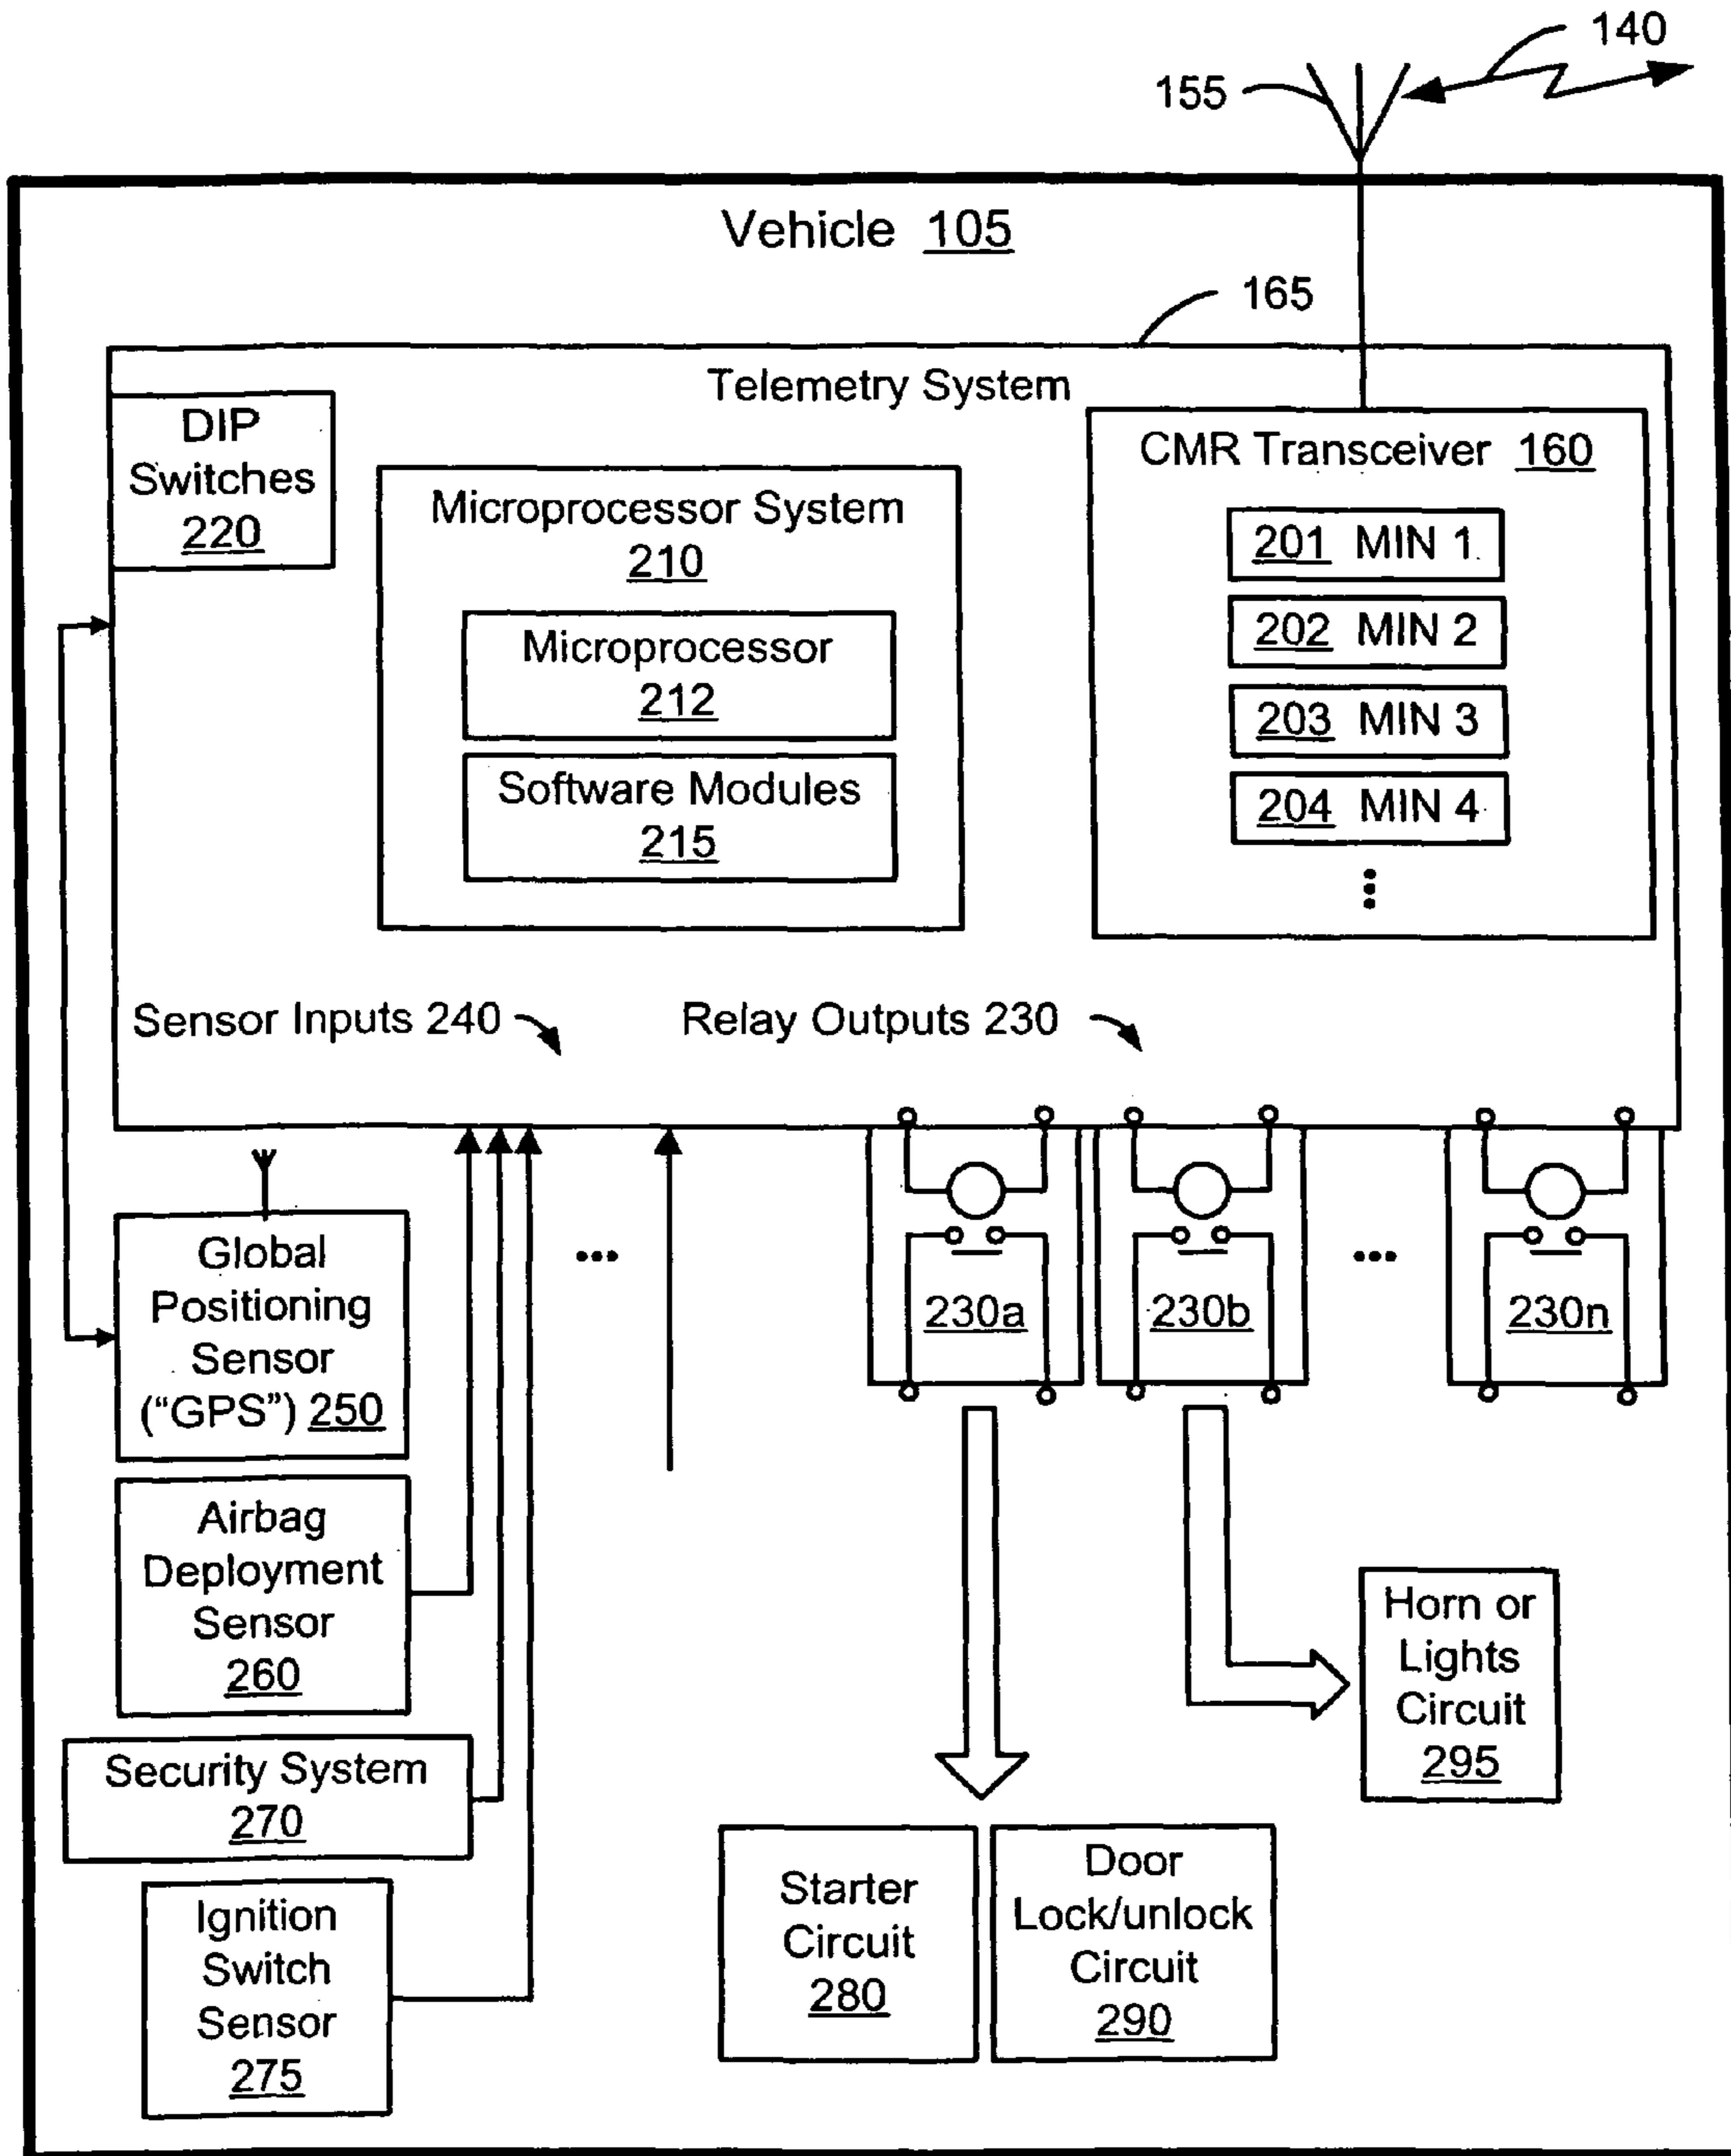 140
155
Vehicle 105
165
Telemetry System
DIP
Switches
220
Microprocessor System
210
Microprocessor
212
Software Modules
215
CMR Transceiver 160
201 MIN 1
202 MIN 2
203 MIN 3
204 MIN 4
...
Sensor Inputs 240
Relay Outputs 230
Global
Positioning
Sensor
(“GPS”) 250
...
230a
230b
...
230n
Airbag
Deployment
Sensor
260
Security System
270
Ignition
Switch
Sensor
275
Starter
Circuit
280
Door
Lock/unlock
Circuit
290
Horn or
Lights
Circuit
295